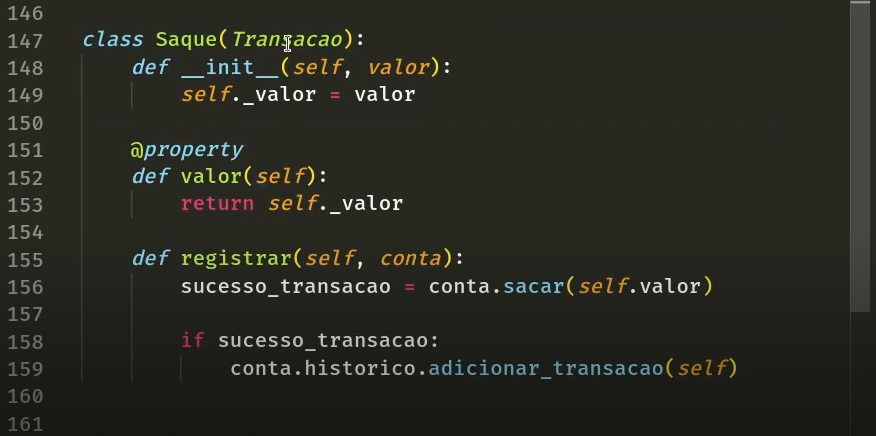 146
147 class Saque(Transacao):
148     def __init__(self, valor):
149         self._valor = valor
150
151     @property
152     def valor(self):
153         return self._valor
154
155     def registrar(self, conta):
156         sucesso_transacao = conta.sacar(self.valor)
157
158         if sucesso_transacao:
159             conta.historico.adicionar_transacao(self)
160
161